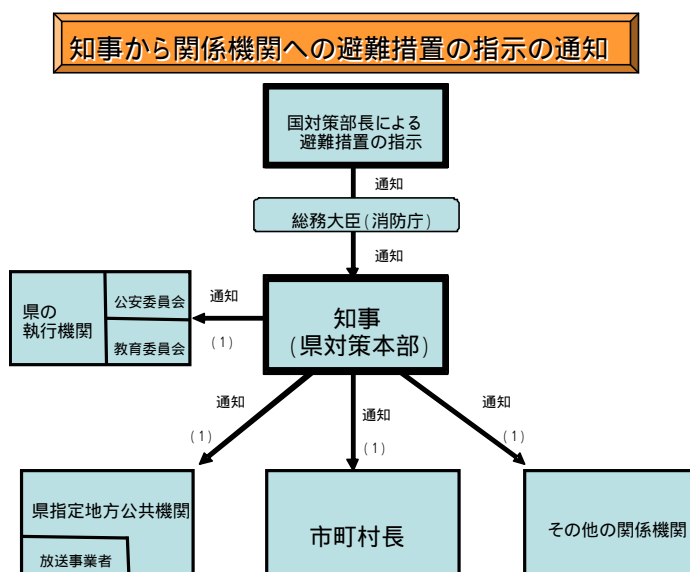 知事から関係機関への避難措置の指示の通知
国対策部長による
避難措置の指示
通知
総務大臣(消防庁)
通知
県の
執行機関
公安委員会
教育委員会
通知
(1)
知事
(県対策本部)
通知
(1)
通知
(1)
通知
(1)
県指定地方公共機関
放送事業者
市町村長
その他の関係機関